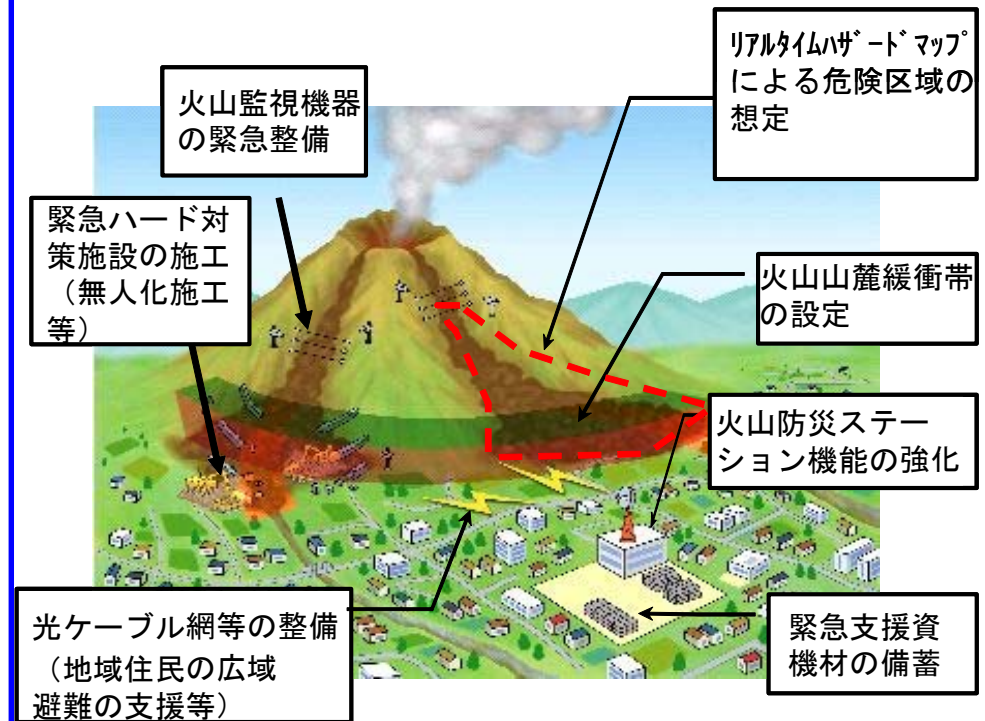 リアルタイムハザードマップ
による危険区域の
想定
火山監視機器
の緊急整備
緊急ハード対
策施設の施工
（無人化施工
等）
火山山麓緩衝帯
の設定
火山防災ステー
ション機能の強化
光ケーブル網等の整備
（地域住民の広域
避難の支援等）
緊急支援資
機材の備蓄